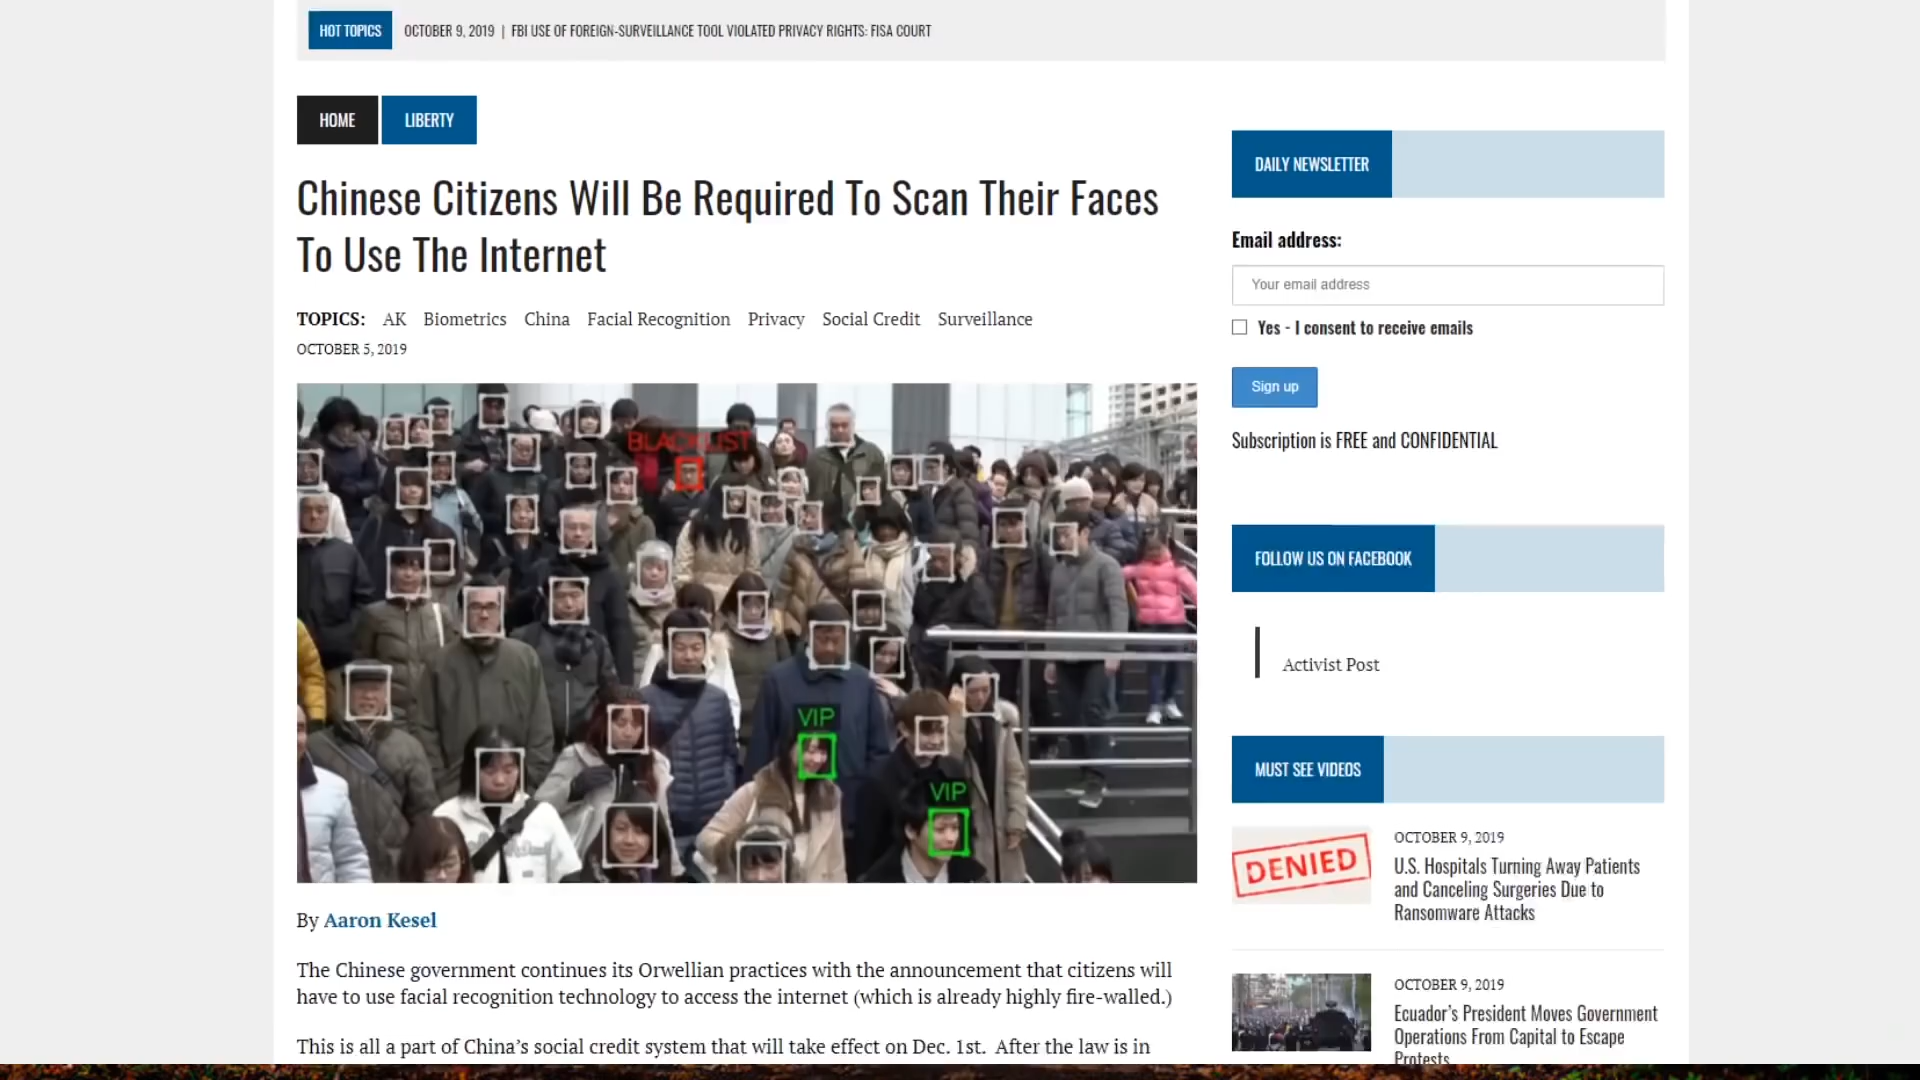 HOT TOPICS
OCTOBER 9, 2019 | FBI USE OF FOREIGN-SURVEILLANCE TOOL VIOLATED PRIVACY RIGHTS: FISA COURT
HOME
LIBERTY
Chinese Citizens Will Be Required To Scan Their Faces
To Use The Internet
TOPICS: AK Biometrics China Facial Recognition Privacy Social Credit Surveillance
OCTOBER 5, 2019
BLACKLIST
VIP
VIP
By Aaron Kesel
The Chinese government continues its Orwellian practices with the announcement that citizens will
have to use facial recognition technology to access the internet (which is already highly fire-walled.)
This is all a part of China’s social credit system that will take effect on Dec. 1st. After the law is in
DAILY NEWSLETTER
Email address:
Your email address
Yes - I consent to receive emails
Sign up
Subscription is FREE and CONFIDENTIAL
FOLLOW US ON FACEBOOK
Activist Post
MUST SEE VIDEOS
DENIED
OCTOBER 9, 2019
U.S. Hospitals Turning Away Patients
and Canceling Surgeries Due to
Ransomware Attacks
OCTOBER 9, 2019
Ecuador’s President Moves Government
Operations From Capital to Escape
Protests